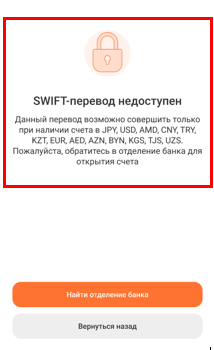 SWIFT-перевод недоступен
Данный перевод возможно совершить только
при наличии счета в JPY, USD, AMD, CNY, TRY,
KZT, EUR, AED, AZN, BYN, KGS, TJS, UZS.
Пожалуйста, обратитесь в отделение банка для
открытия счета
Найти отделение банка
Вернуться назад